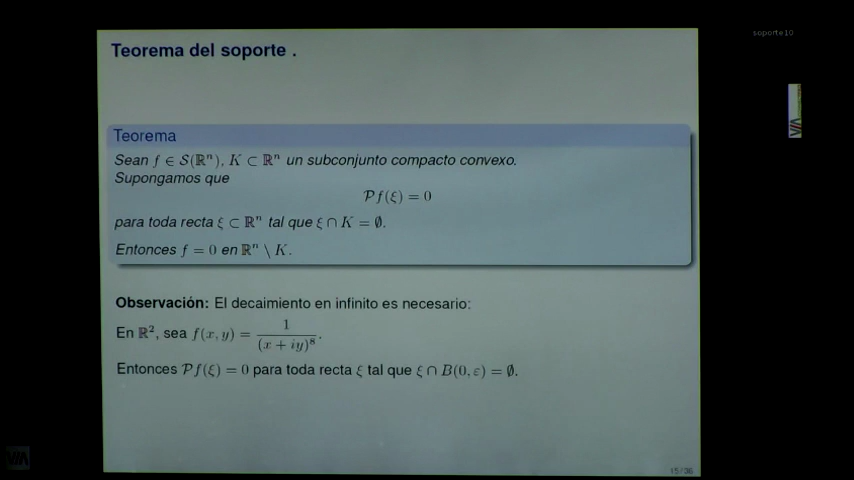 soporte10
Teorema del soporte .
Teorema
Sean f ∈ S(ℝⁿ), K ⊂ ℝⁿ un subconjunto compacto convexo.
Supongamos que
𝒫f(ξ) = 0
para toda recta ξ ⊂ ℝⁿ tal que ξ ∩ K = ∅.
Entonces f = 0 en ℝⁿ \ K.
Observación: El decaimiento en infinito es necesario:
En ℝ², sea f(x, y) = 1/(x + iy)⁸.
Entonces 𝒫f(ξ) = 0 para toda recta ξ tal que ξ ∩ B(0, ε) = ∅.
15/36